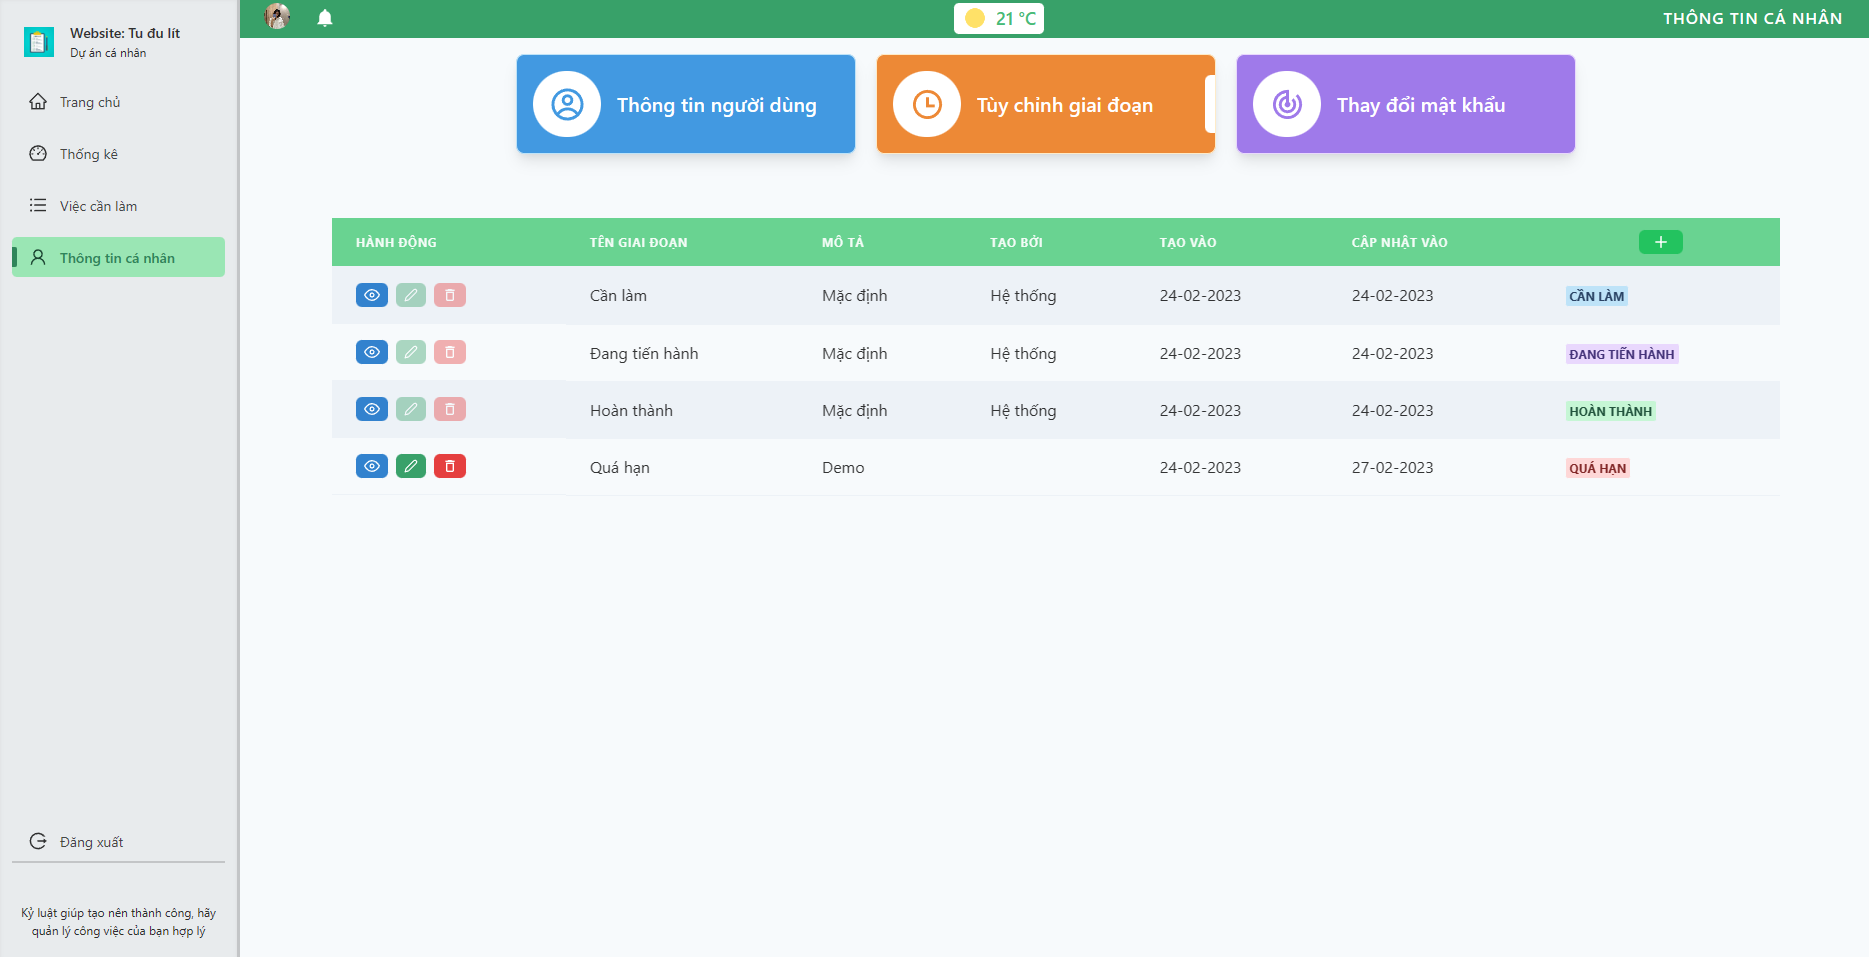 Website: Tu đu lít
Dự án cá nhân
Trang chủ
Thống kê
Việc cần làm
Thông tin cá nhân
Đăng xuất
Kỷ luật giúp tạo nên thành công, hãy
quản lý công việc của bạn hợp lý
21 °C
THÔNG TIN CÁ NHÂN
Thông tin người dùng
Tùy chỉnh giai đoạn
Thay đổi mật khẩu
HÀNH ĐỘNG TÊN GIAI ĐOẠN MÔ TẢ TẠO BỞI TẠO VÀO CẬP NHẬT VÀO
Cần làm Mặc định Hệ thống 24-02-2023 24-02-2023 CẦN LÀM
Đang tiến hành Mặc định Hệ thống 24-02-2023 24-02-2023 ĐANG TIẾN HÀNH
Hoàn thành Mặc định Hệ thống 24-02-2023 24-02-2023 HOÀN THÀNH
Quá hạn Demo 24-02-2023 27-02-2023 QUÁ HẠN